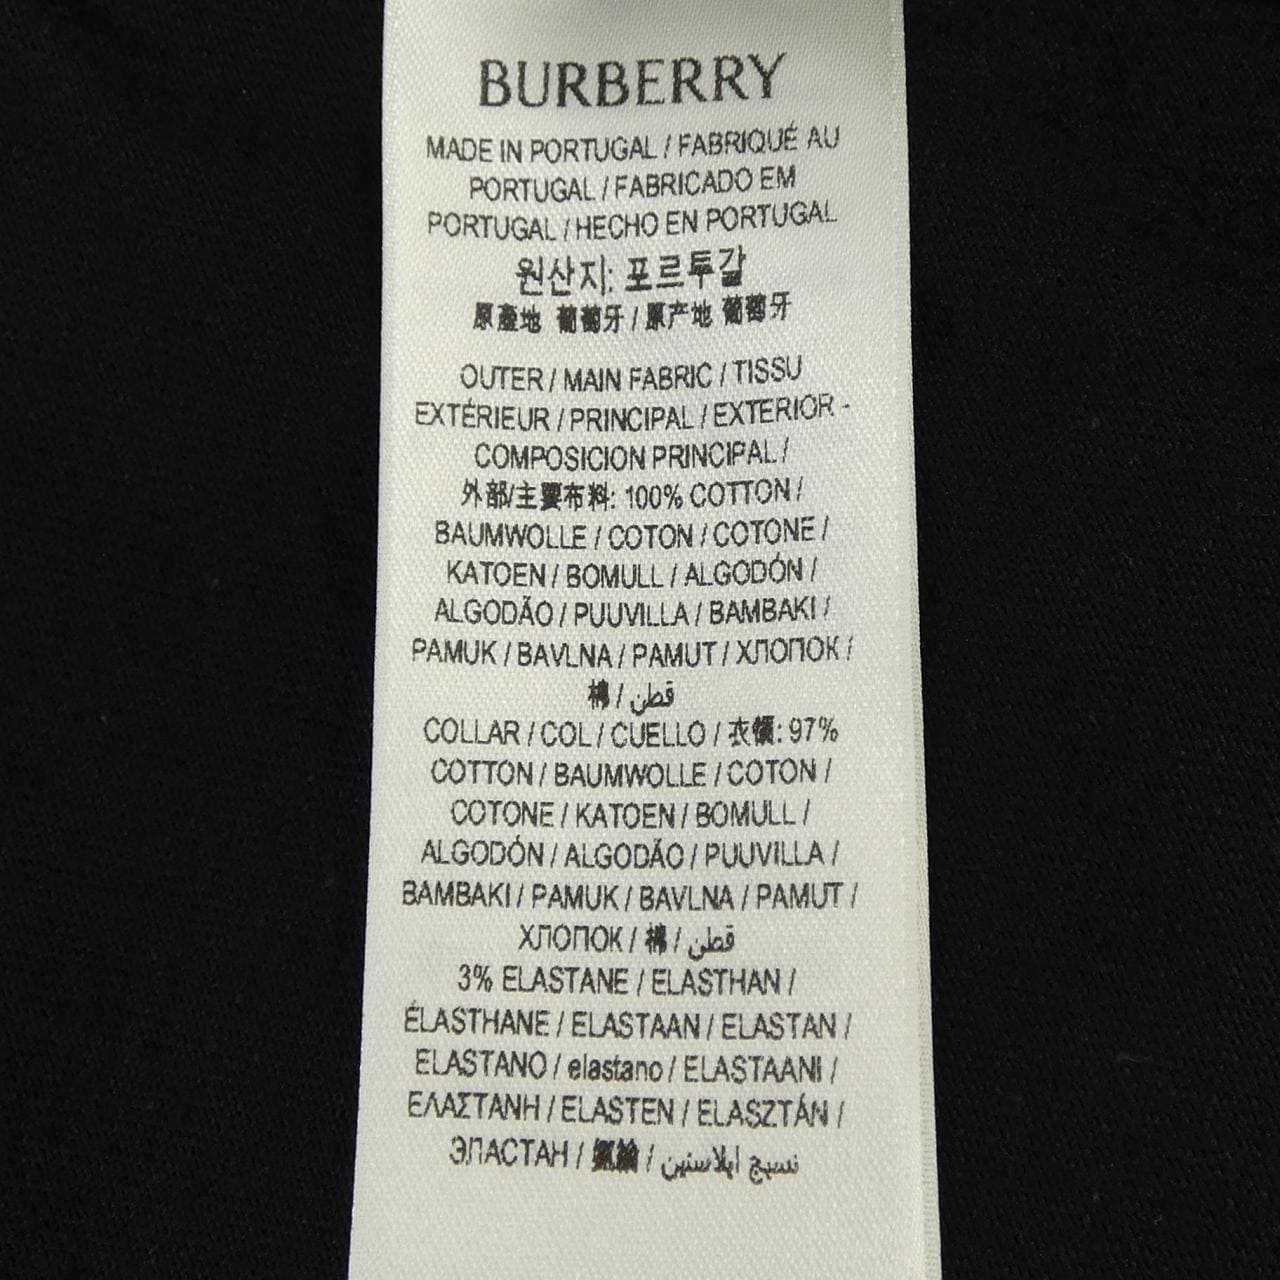 BURBERRY
MADE IN PORTUGAL / FABRIQUÉ AU
PORTUGAL / FABRICADO EM
PORTUGAL / HECHO EN PORTUGAL
원산지: 포르투갈
原產地 葡萄牙 / 原产地 葡萄牙
OUTER / MAIN FABRIC / TISSU
EXTÉRIEUR / PRINCIPAL / EXTERIOR -
COMPOSICION PRINCIPAL /
外部/主要布料: 100% COTTON /
BAUMWOLLE / COTON / COTONE /
KATOEN / BOMULL / ALGODÓN /
ALGODÃO / PUUVILLA / BAMBAKI /
PAMUK / BAVLNA / PAMUT / ХЛОПОК /
棉 / قطن
COLLAR / COL / CUELLO / 衣領: 97%
COTTON / BAUMWOLLE / COTON /
COTONE / KATOEN / BOMULL /
ALGODÓN / ALGODÃO / PUUVILLA /
BAMBAKI / PAMUK / BAVLNA / PAMUT /
ХЛОПОК / 棉 / قطن
3% ELASTANE / ELASTHAN /
ÉLASTHANE / ELASTAAN / ELASTAN /
ELASTANO / elastano / ELASTAANI /
ΕΛΑΣΤΑΝΗ / ELASTEN / ELASZTÁN /
ЭЛАСТАН / 氨綸 / نسيج ايلاستين